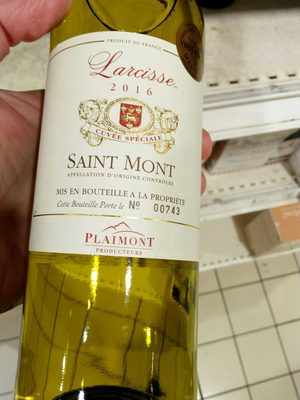 PRODUIT DE FRANCE
Larcisse
2016
CUVÉE SPÉCIALE
SAINT MONT
APPELLATION D'ORIGINE CONTRÔLÉE
MIS EN BOUTEILLE A LA PROPRIÉTÉ
Cette Bouteille Porte le Nº 00743
PLAIMONT
PRODUCTEURS